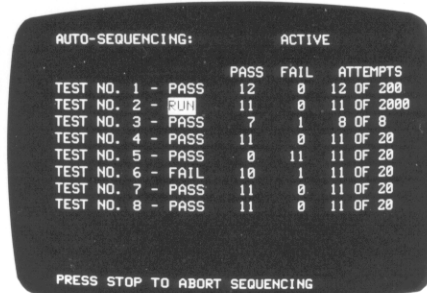 AUTO-SEQUENCING: ACTIVE
PASS FAIL ATTEMPTS
TEST NO. 1 - PASS 12 0 12 OF 200
TEST NO. 2 - RUN 11 0 11 OF 2000
TEST NO. 3 - PASS 7 1 8 OF 8
TEST NO. 4 - PASS 11 0 11 OF 20
TEST NO. 5 - PASS 0 11 11 OF 20
TEST NO. 6 - FAIL 10 1 11 OF 20
TEST NO. 7 - PASS 11 0 11 OF 20
TEST NO. 8 - PASS 11 0 11 OF 20
PRESS STOP TO ABORT SEQUENCING